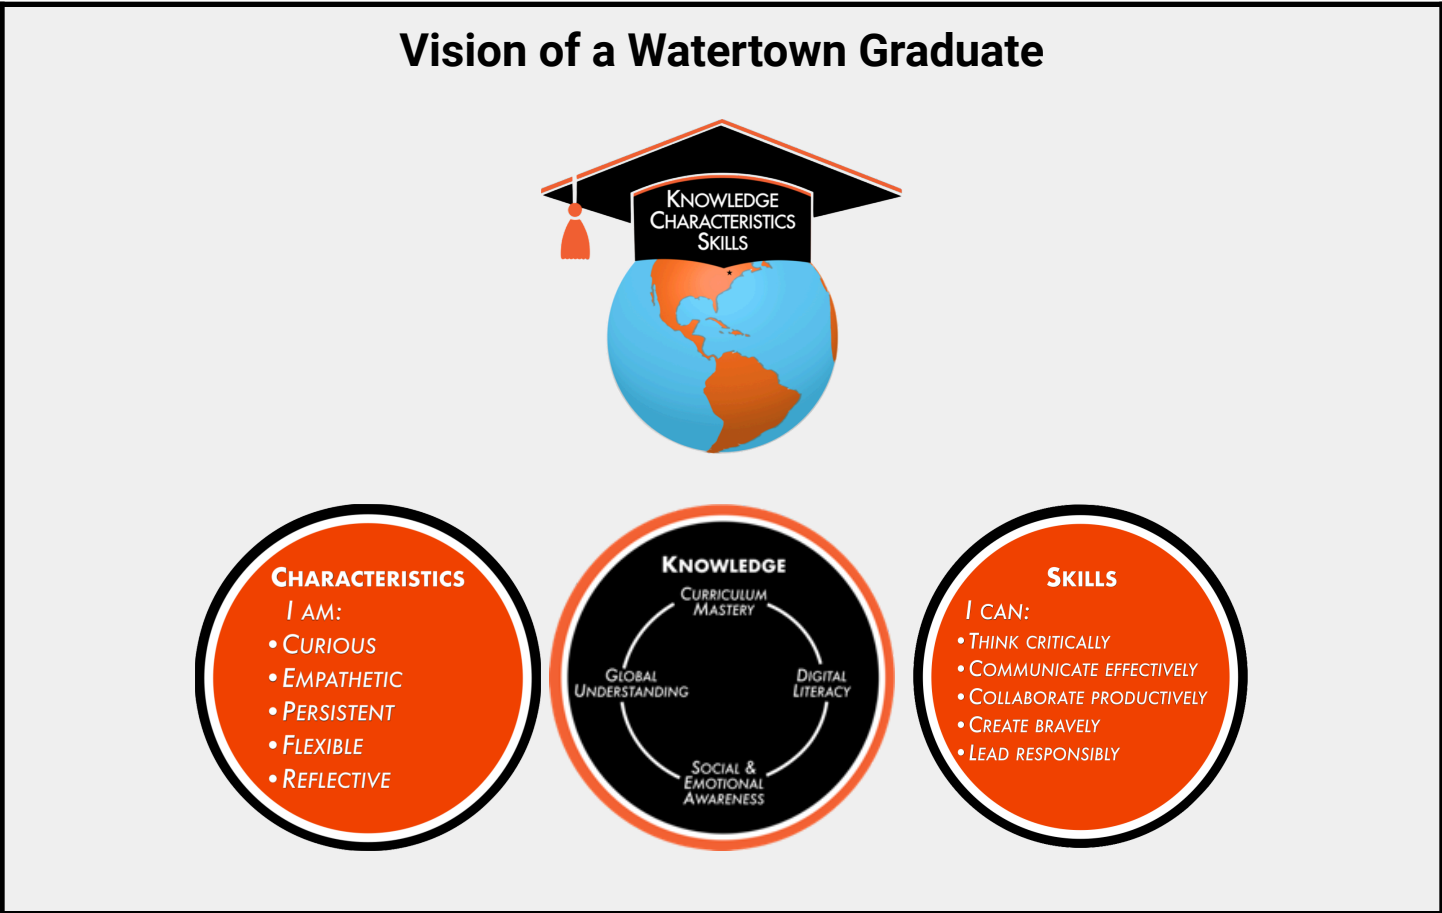 Vision of a Watertown Graduate
KNOWLEDGE
CHARACTERISTICS
SKILLS
CHARACTERISTICS
I AM:
• CURIOUS
• EMPATHETIC
• PERSISTENT
• FLEXIBLE
• REFLECTIVE
KNOWLEDGE
CURRICULUM
MASTERY
GLOBAL
UNDERSTANDING
DIGITAL
LITERACY
SOCIAL &
EMOTIONAL
AWARENESS
SKILLS
I CAN:
• THINK CRITICALLY
• COMMUNICATE EFFECTIVELY
• COLLABORATE PRODUCTIVELY
• CREATE BRAVELY
• LEAD RESPONSIBLY